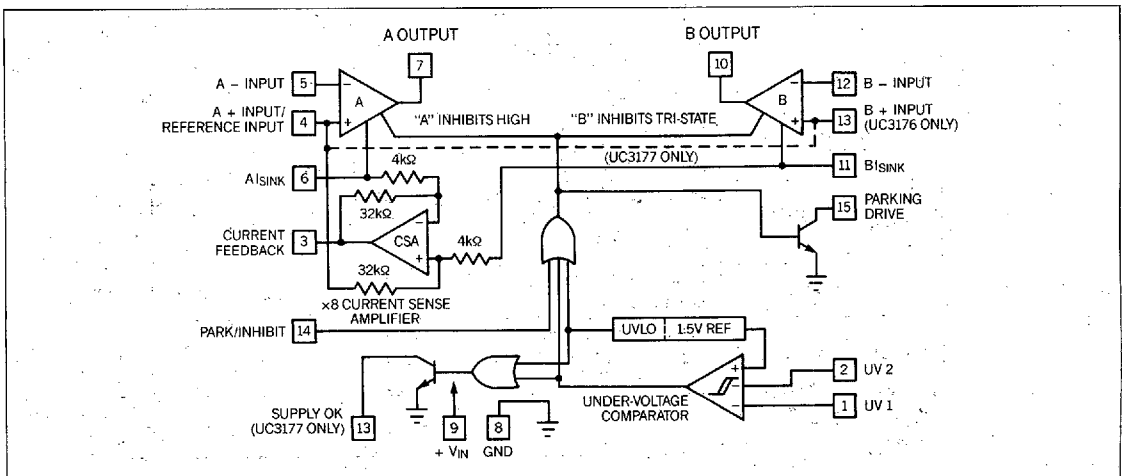 A OUTPUT
B OUTPUT
7
10
A − INPUT 5
− A
12 B − INPUT
− B
A + INPUT/
REFERENCE INPUT 4
+
"A" INHIBITS HIGH
"B" INHIBITS TRI-STATE
+
13 B + INPUT
(UC3176 ONLY)
(UC3177 ONLY)
AISINK 6
4kΩ
11 BISINK
32kΩ
15 PARKING
DRIVE
CURRENT
FEEDBACK 3
− CSA +
4kΩ
32kΩ
×8 CURRENT SENSE
AMPLIFIER
PARK/INHIBIT 14
UVLO 1.5V REF
+
−
−
2 UV 2
1 UV 1
UNDER-VOLTAGE
COMPARATOR
SUPPLY OK
(UC3177 ONLY)
13
9
+ VIN
8
GND